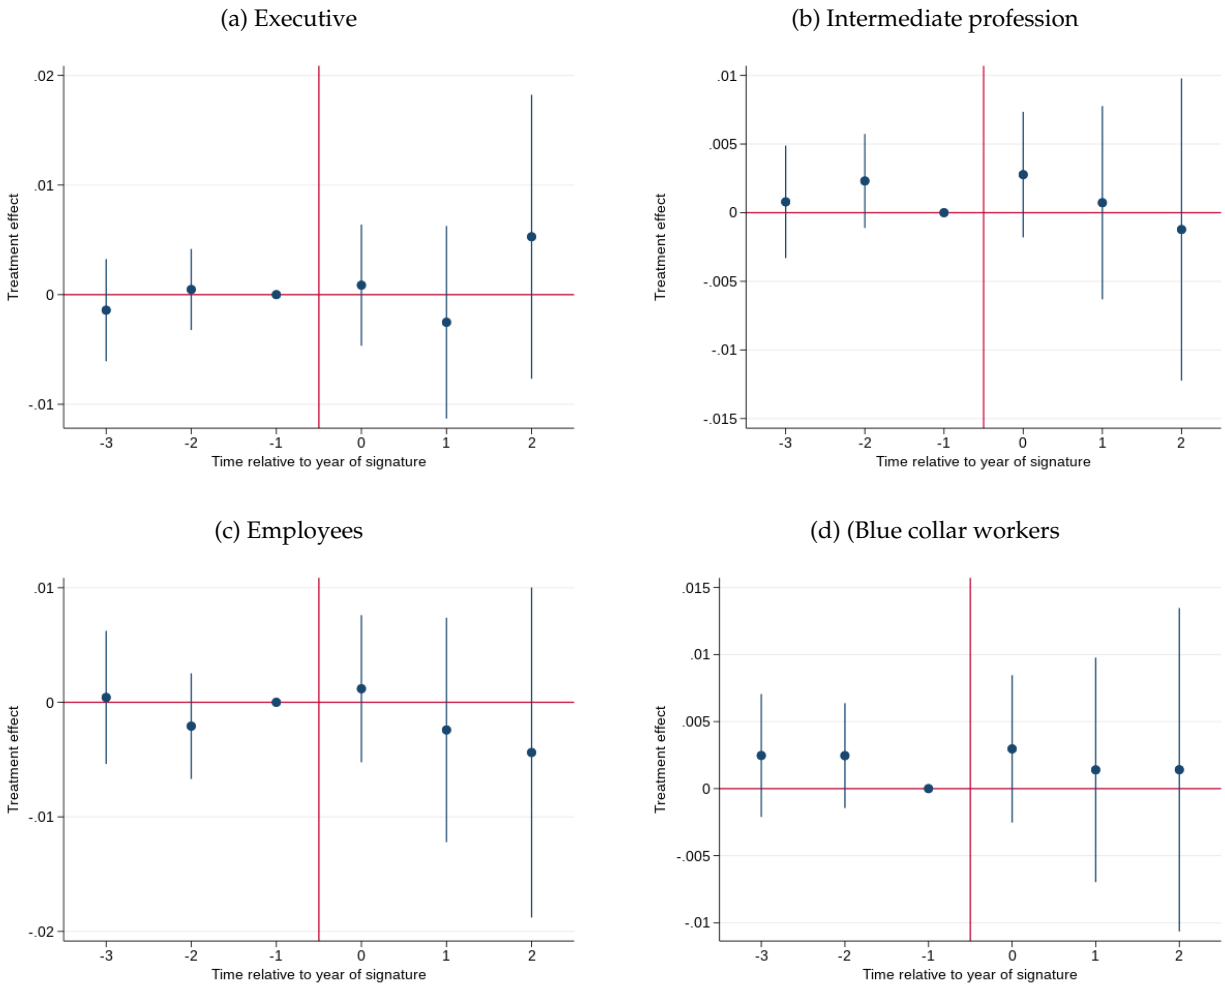 (a) Executive
.02
.01
0
-.01
Treatment effect
-3 -2 -1 0 1 2
Time relative to year of signature
(b) Intermediate profession
.01
.005
0
-.005
-.01
-.015
Treatment effect
-3 -2 -1 0 1 2
Time relative to year of signature
(c) Employees
.01
0
-.01
-.02
Treatment effect
-3 -2 -1 0 1 2
Time relative to year of signature
(d) (Blue collar workers
.015
.01
.005
0
-.005
-.01
Treatment effect
-3 -2 -1 0 1 2
Time relative to year of signature